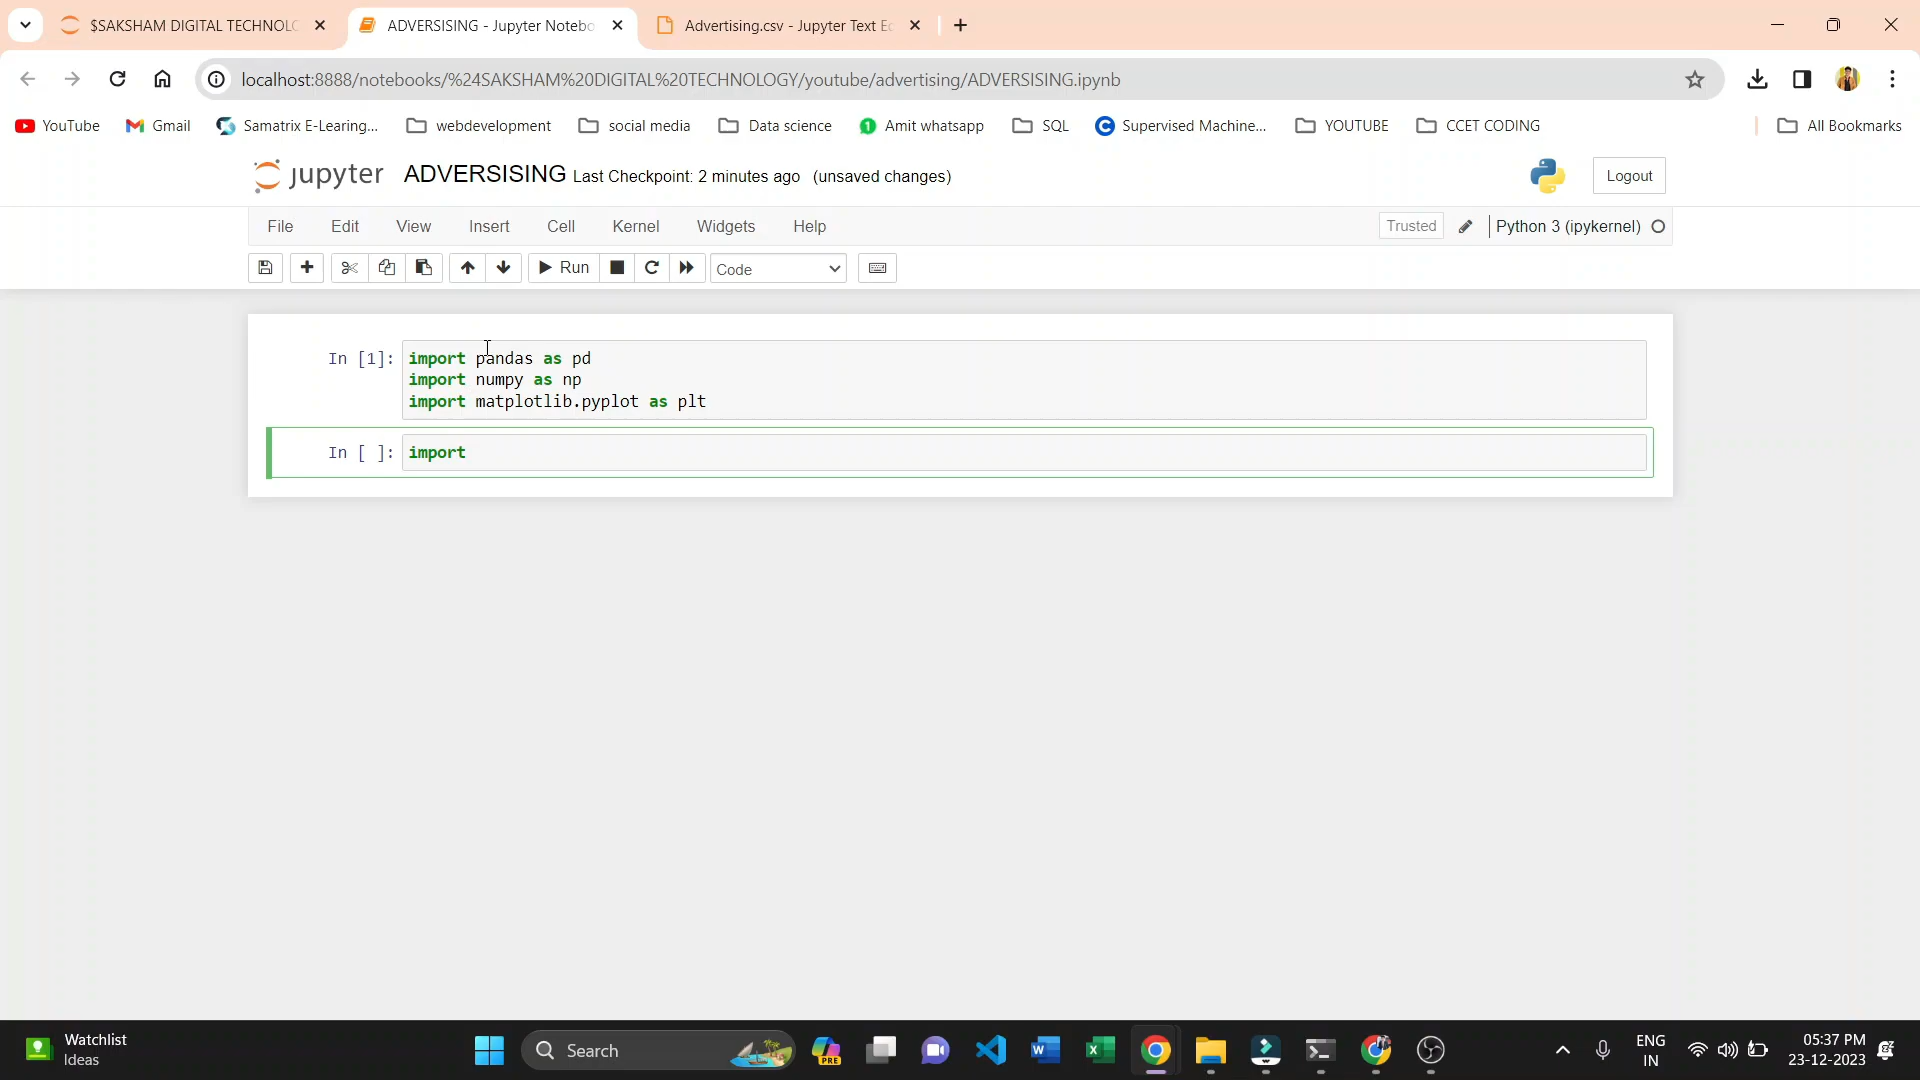 $SAKSHAM DIGITAL TECHNOLO
ADVERSISING - Jupyter Notebo
Advertising.csv - Jupyter Text Ed
localhost:8888/notebooks/%24SAKSHAM%20DIGITAL%20TECHNOLOGY/youtube/advertising/ADVERSISING.ipynb
YouTube Gmail Samatrix E-Learing... webdevelopment social media Data science 1 Amit whatsapp SQL C Supervised Machine... YOUTUBE CCET CODING All Bookmarks
jupyter ADVERSISING Last Checkpoint: 2 minutes ago (unsaved changes) Logout
File Edit View Insert Cell Kernel Widgets Help Trusted Python 3 (ipykernel)
Run Code
In [1]: import pandas as pd
import numpy as np
import matplotlib.pyplot as plt
In [ ]: import
Watchlist
Ideas
Search
PRE
ENG
IN
05:37 PM
23-12-2023